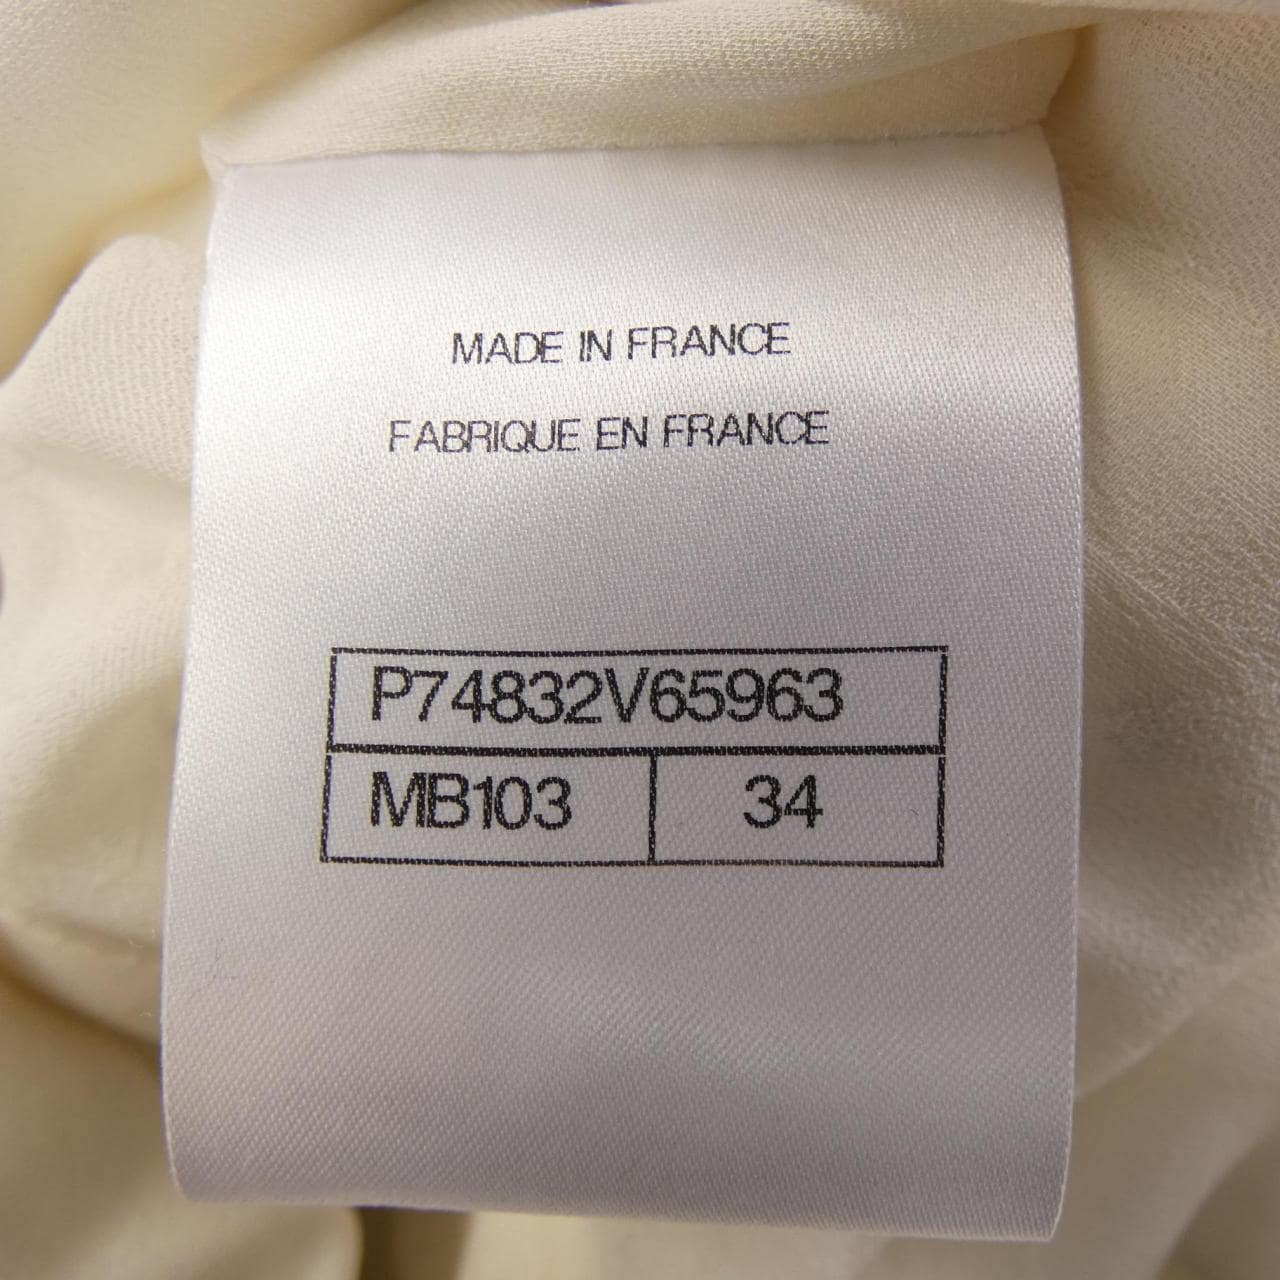 MADE IN FRANCE
FABRIQUE EN FRANCE
P74832V65963
MB103 34